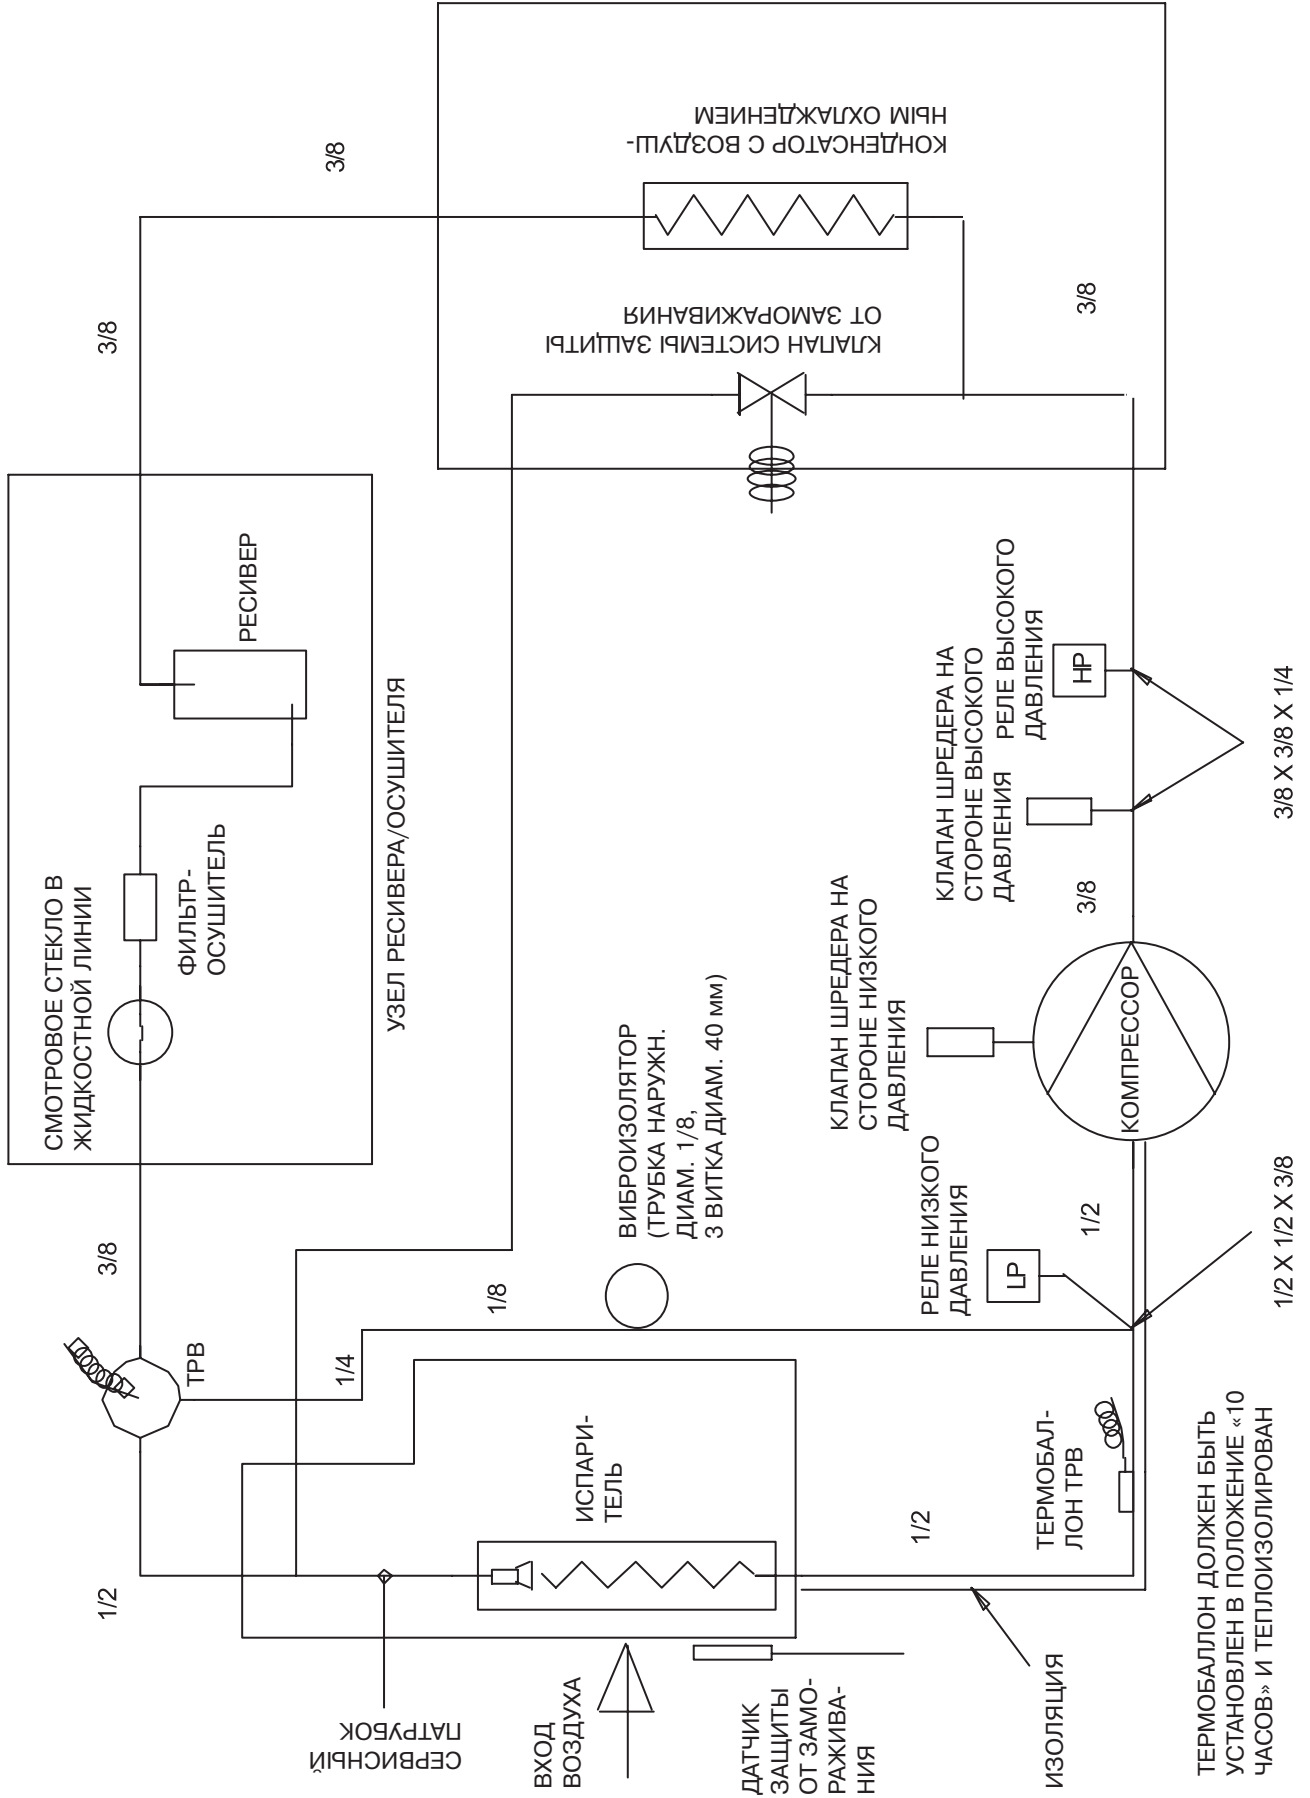 СМОТРОВОЕ СТЕКЛО В
ЖИДКОСТНОЙ ЛИНИИ
ФИЛЬТР-
ОСУШИТЕЛЬ
РЕСИВЕР
УЗЕЛ РЕСИВЕРА/ОСУШИТЕЛЯ
1/2
3/8
3/8
3/8
ТРВ
1/4
1/8
СЕРВИСНЫЙ
ПАТРУБОК
ВХОД
ВОЗДУХА
ИСПАРИ-
ТЕЛЬ
ВИБРОИЗОЛЯТОР
(ТРУБКА НАРУЖН.
ДИАМ. 1/8,
3 ВИТКА ДИАМ. 40 мм)
КЛАПАН СИСТЕМЫ ЗАЩИТЫ
ОТ ЗАМОРАЖИВАНИЯ
КОНДЕНСАТОР С ВОЗДУШ-
НЫМ ОХЛАЖДЕНИЕМ
3/8
ДАТЧИК
ЗАЩИТЫ
ОТ ЗАМО-
РАЖИВА-
НИЯ
1/2
РЕЛЕ НИЗКОГО
ДАВЛЕНИЯ
LP
КЛАПАН ШРЕДЕРА НА
СТОРОНЕ НИЗКОГО
ДАВЛЕНИЯ
КЛАПАН ШРЕДЕРА НА
СТОРОНЕ ВЫСОКОГО
ДАВЛЕНИЯ
РЕЛЕ ВЫСОКОГО
ДАВЛЕНИЯ
HP
ИЗОЛЯЦИЯ
ТЕРМОБАЛ-
ЛОН ТРВ
1/2
КОМПРЕССОР
3/8
ТЕРМОБАЛЛОН ДОЛЖЕН БЫТЬ
УСТАНОВЛЕН В ПОЛОЖЕНИЕ «10
ЧАСОВ» И ТЕПЛОИЗОЛИРОВАН
1/2 X 1/2 X 3/8
3/8 X 3/8 X 1/4